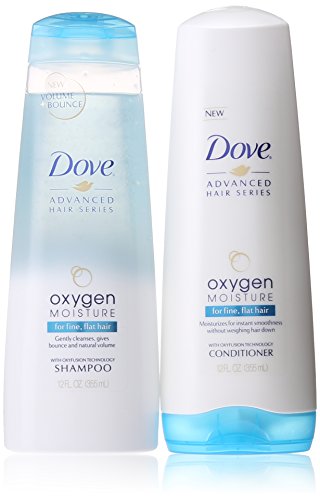 NEW
VOLUME
+ BOUNCE
Dove
ADVANCED
HAIR SERIES
oxygen
MOISTURE
for fine, flat hair
Gently cleanses, gives
bounce and natural volume
WITH OXYFUSION TECHNOLOGY
SHAMPOO
12 FL OZ (355 mL)
NEW
Dove
ADVANCED
HAIR SERIES
oxygen
MOISTURE
for fine, flat hair
Moisturizes for instant smoothness
without weighing hair down
WITH OXYFUSION TECHNOLOGY
CONDITIONER
12 FL OZ (355 mL)